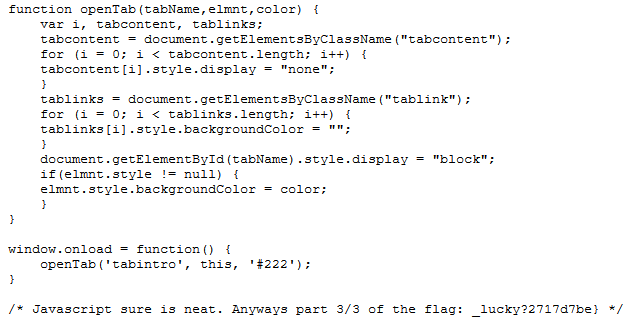 function openTab(tabName,elmnt,color) {
    var i, tabcontent, tablinks;
    tabcontent = document.getElementsByClassName("tabcontent");
    for (i = 0; i < tabcontent.length; i++) {
    tabcontent[i].style.display = "none";
    }
    tablinks = document.getElementsByClassName("tablink");
    for (i = 0; i < tablinks.length; i++) {
    tablinks[i].style.backgroundColor = "";
    }
    document.getElementById(tabName).style.display = "block";
    if(elmnt.style != null) {
    elmnt.style.backgroundColor = color;
    }
}

window.onload = function() {
    openTab('tabintro', this, '#222');
}

/* Javascript sure is neat. Anyways part 3/3 of the flag: _lucky?2717d7be} */